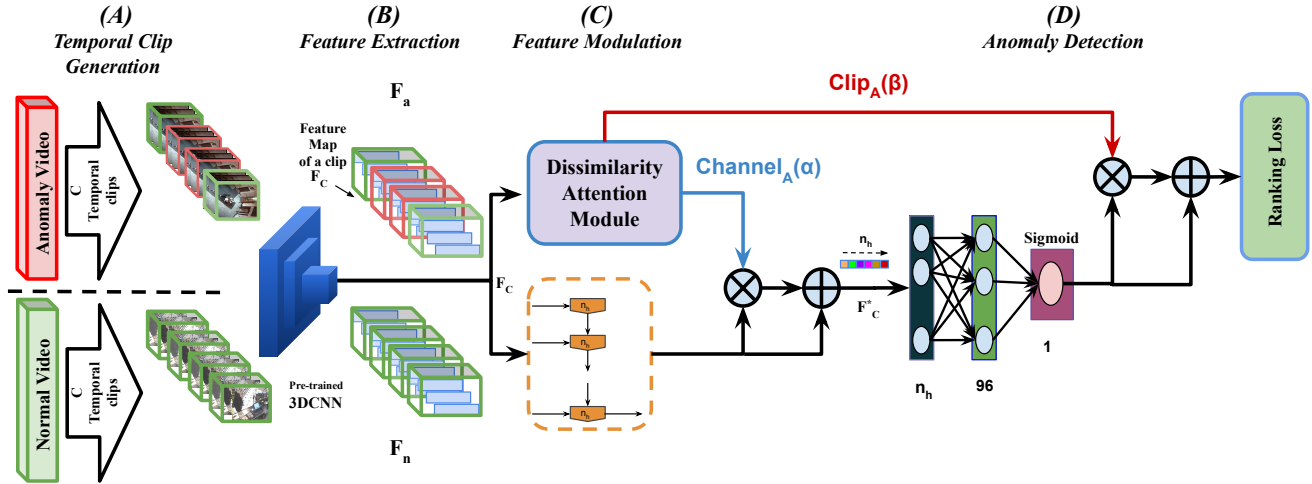 (A)
Temporal Clip
Generation
(B)
Feature Extraction
(C)
Feature Modulation
(D)
Anomaly Detection
Anomaly Video
C
Temporal
clips
F_a
Feature
Map
of a clip
F_C
Dissimilarity
Attention
Module
Clip_A(β)
Channel_A(α)
Ranking Loss
F_C
n_h
n_h
n_h
n_h
F*_C
Sigmoid
n_h
96
1
Normal Video
C
Temporal
clips
Pre-trained
3DCNN
F_n